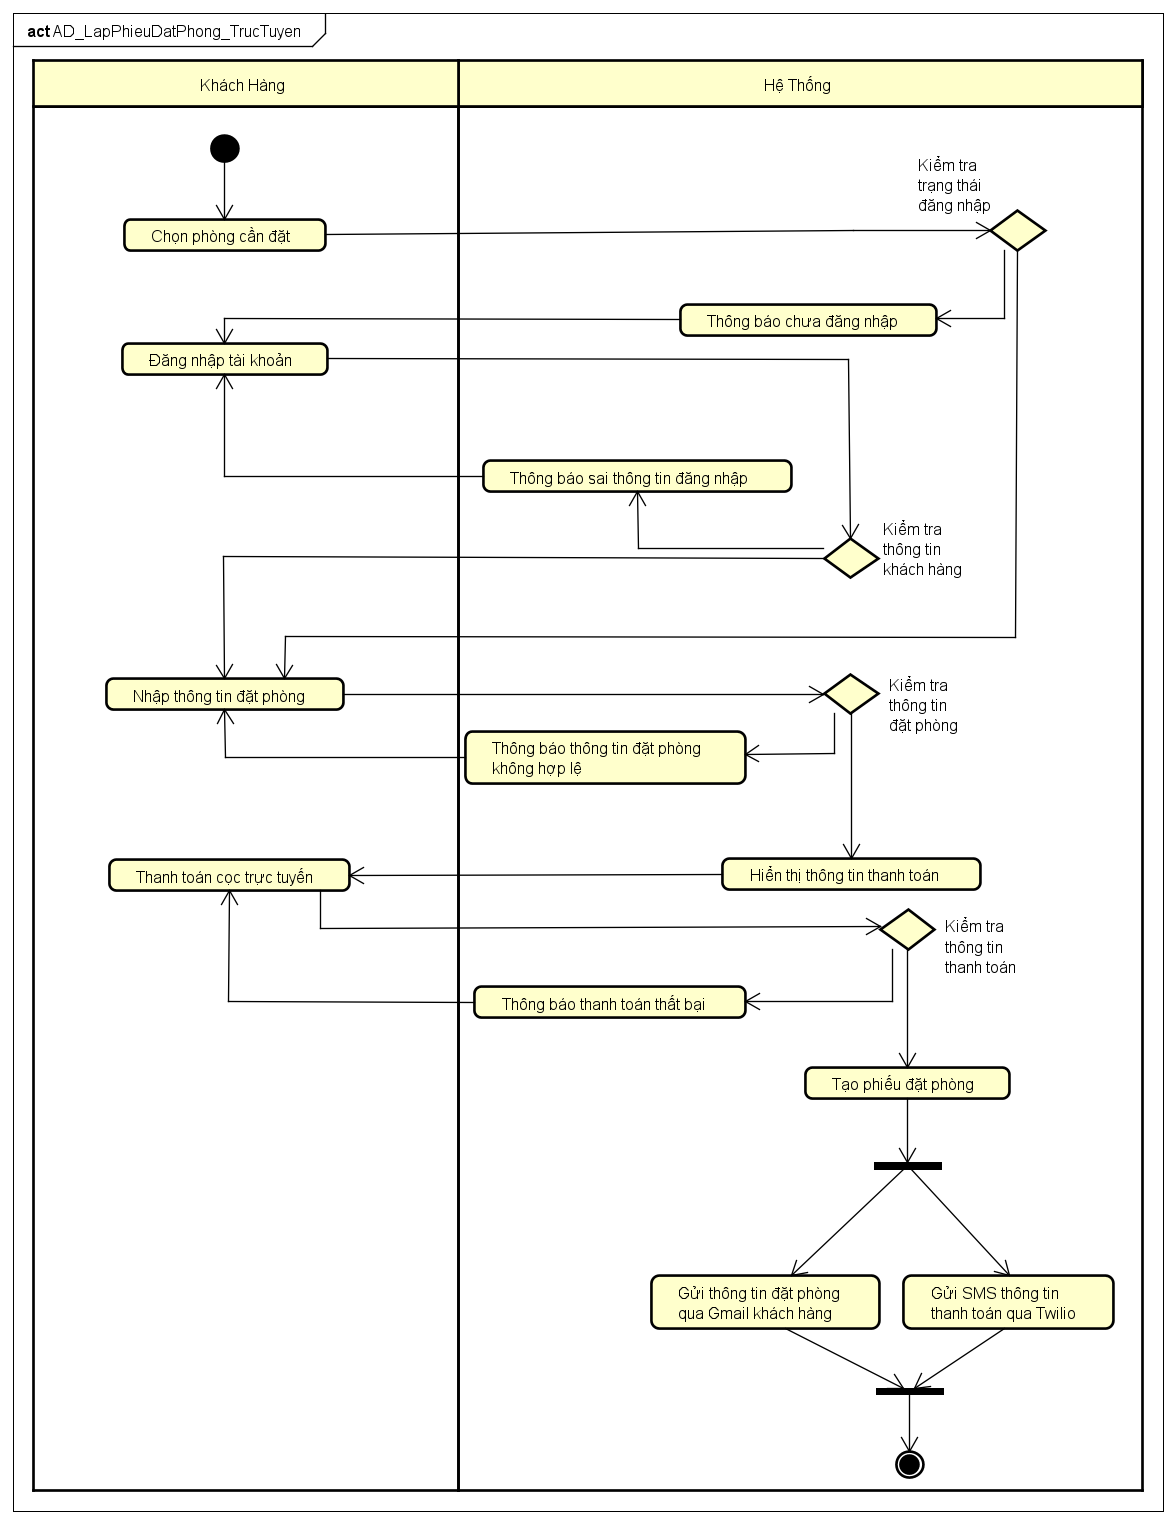 act AD_LapPhieuDatPhong_TrucTuyen
Khách Hàng
Hệ Thống
Kiểm tra
trạng thái
đăng nhập
Chọn phòng cần đặt
Thông báo chưa đăng nhập
Đăng nhập tài khoản
Thông báo sai thông tin đăng nhập
Kiểm tra
thông tin
khách hàng
Nhập thông tin đặt phòng
Kiểm tra
thông tin
đặt phòng
Thông báo thông tin đặt phòng
không hợp lệ
Thanh toán cọc trực tuyến
Hiển thị thông tin thanh toán
Kiểm tra
thông tin
thanh toán
Thông báo thanh toán thất bại
Tạo phiếu đặt phòng
Gửi thông tin đặt phòng
qua Gmail khách hàng
Gửi SMS thông tin
thanh toán qua Twilio